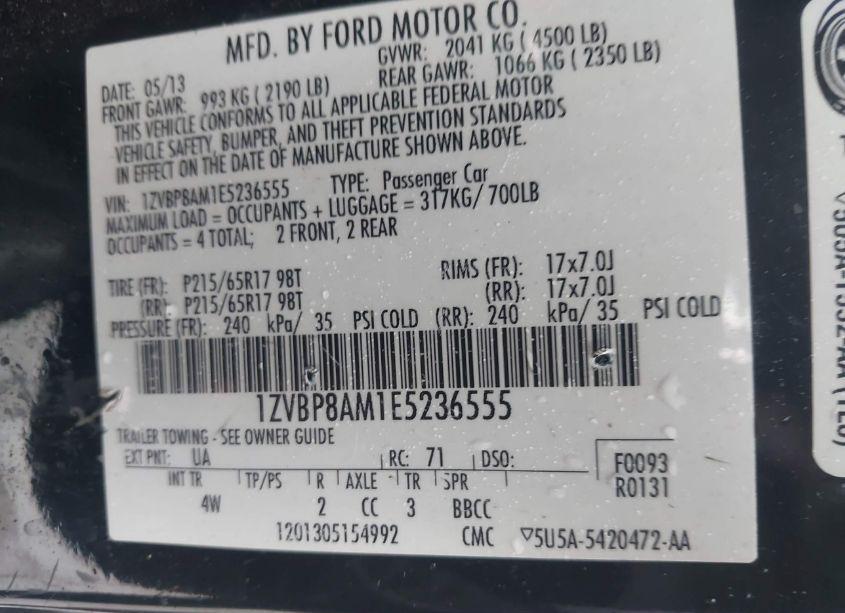 MFD. BY FORD MOTOR CO.
DATE: 05/13 GVWR: 2041 KG ( 4500 LB)
FRONT GAWR: 993 KG ( 2190 LB) REAR GAWR: 1066 KG ( 2350 LB)
THIS VEHICLE CONFORMS TO ALL APPLICABLE FEDERAL MOTOR
VEHICLE SAFETY, BUMPER, AND THEFT PREVENTION STANDARDS
IN EFFECT ON THE DATE OF MANUFACTURE SHOWN ABOVE.
VIN: 1ZVBP8AM1E5236555 TYPE: Passenger Car
MAXIMUM LOAD = OCCUPANTS + LUGGAGE = 317KG/ 700LB
OCCUPANTS = 4 TOTAL; 2 FRONT, 2 REAR
TIRE (FR): P215/65R17 98T RIMS (FR): 17x7.0J
(RR): P215/65R17 98T (RR): 17x7.0J
PRESSURE (FR): 240 kPa/ 35 PSI COLD (RR): 240 kPa/ 35 PSI COLD
1ZVBP8AM1E5236555
TRAILER TOWING - SEE OWNER GUIDE
EXT PNT: UA RC: 71 DSO: F0093
INT TR TP/PS R AXLE TR SPR R0131
4W 2 CC 3 BBCC
1201305154992 CMC ▽5U5A-5420472-AA